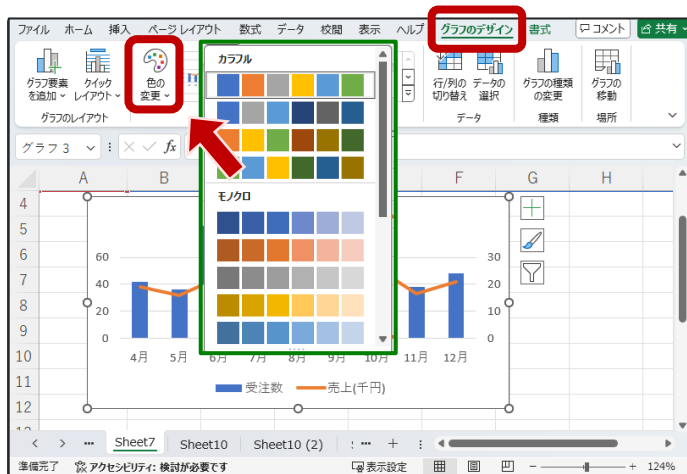 ファイル ホーム 挿入 ページ レイアウト 数式 データ 校閲 表示 ヘルプ グラフのデザイン 書式 コメント 共有
グラフ要素を追加 クイックレイアウト 色の変更 行/列の切り替え データの選択 グラフの種類の変更 グラフの移動
グラフのレイアウト データ 種類 場所
カラフル
モノクロ
グラフ 3 fx
A B F G H
4
5
6
7
8
9
10
11
12
60
40
20
0
30
20
10
0
4月 5月 6月 7月 8月 9月 10月 11月 12月
受注数 売上(千円)
Sheet7 Sheet10 Sheet10 (2)
準備完了 アクセシビリティ: 検討が必要です 表示設定 124%